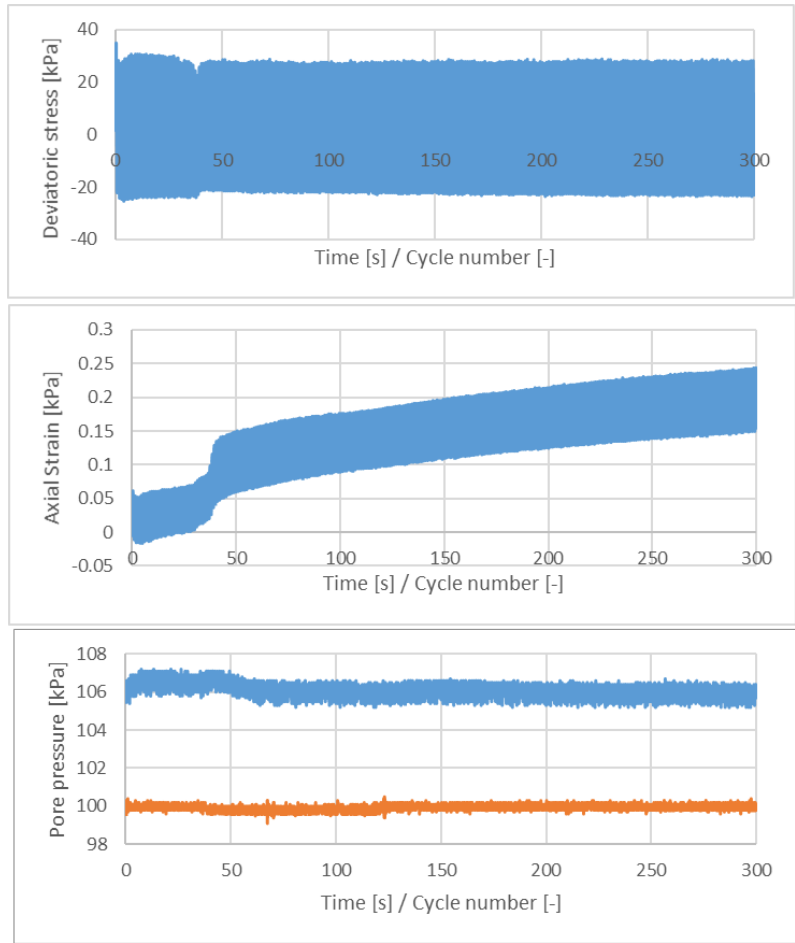 Deviatoric stress [kPa]
40
20
0
-20
-40
0 50 100 150 200 250 300
Time [s] / Cycle number [-]
Axial Strain [kPa]
0.3
0.25
0.2
0.15
0.1
0.05
0
-0.05
0 50 100 150 200 250 300
Time [s] / Cycle number [-]
Pore pressure [kPa]
108
106
104
102
100
98
0 50 100 150 200 250 300
Time [s] / Cycle number [-]